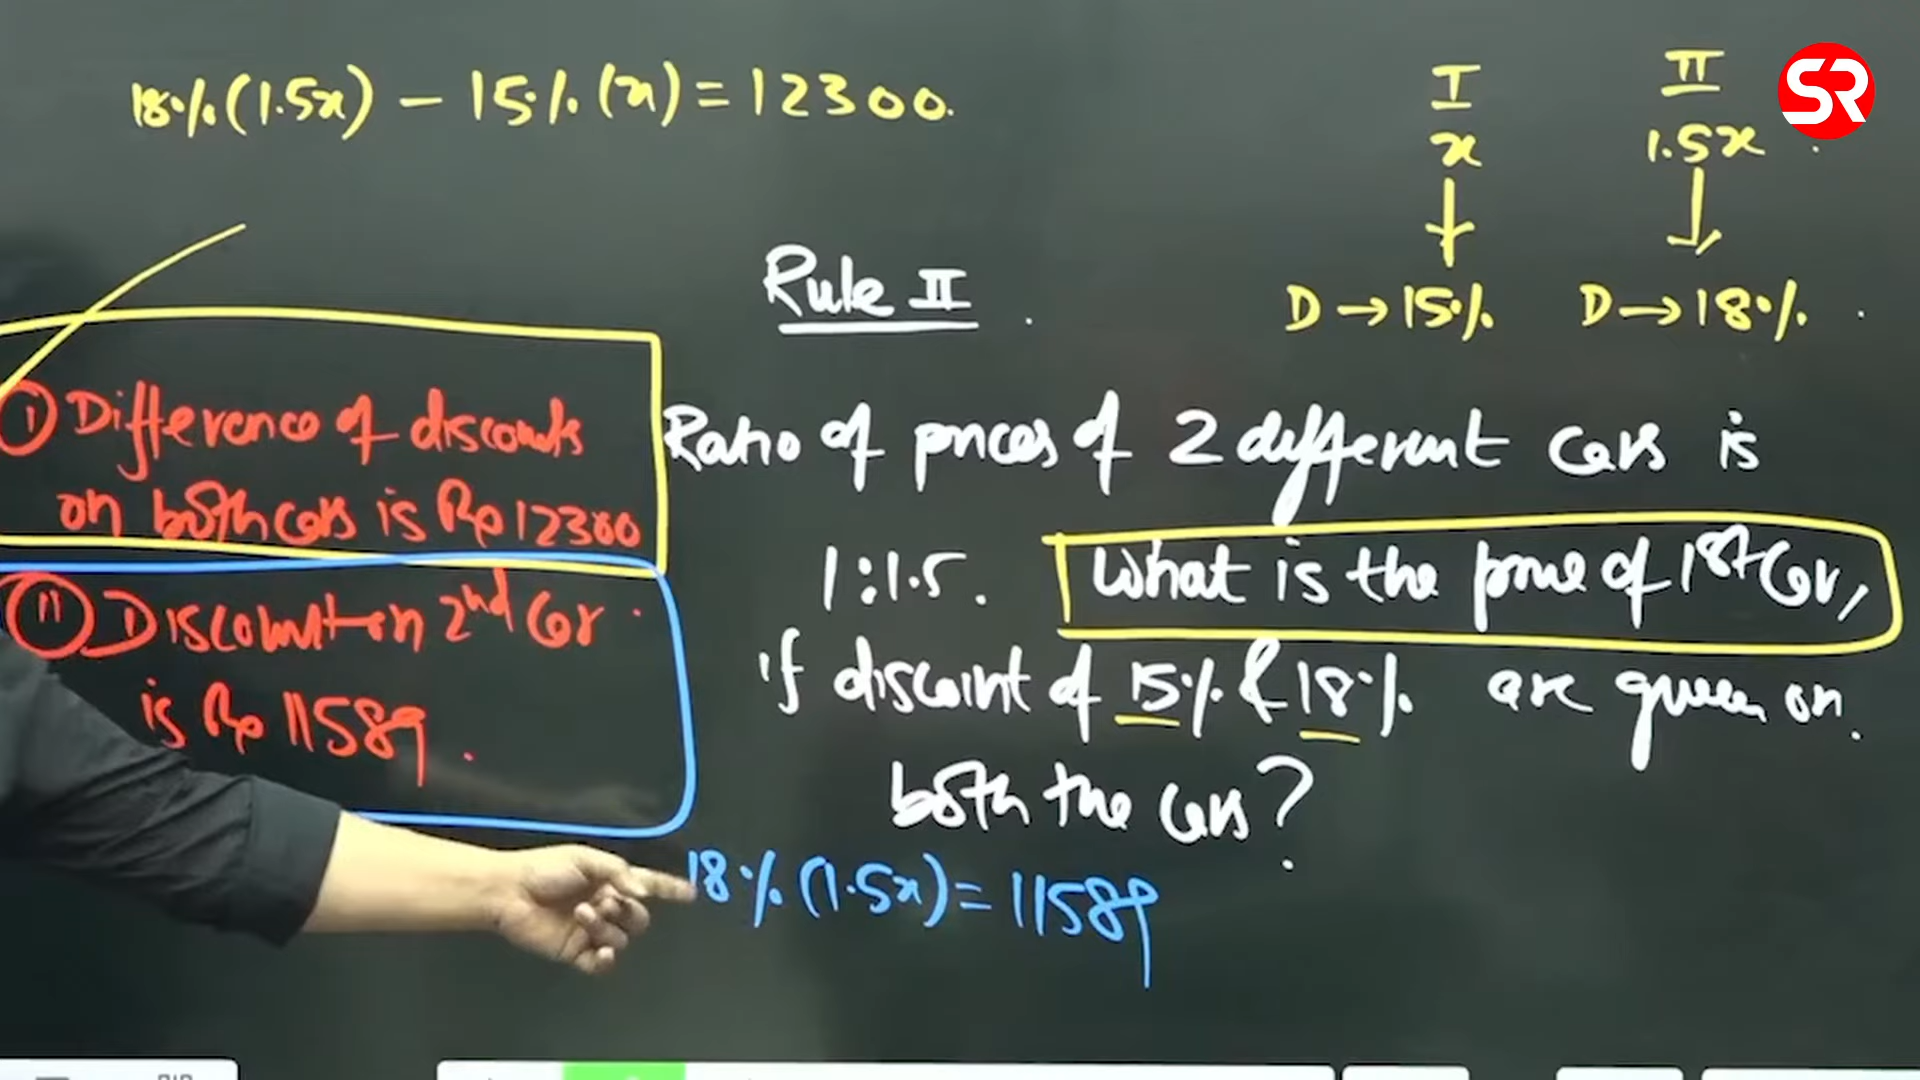 18%(1.5x) - 15%(x) = 12300.
I
x
D → 15%
II
1.5x
D → 18%
SR
Rule II
Ratio of prices of 2 different cars is
1:1.5. What is the price of 1st Car,
if discount of 15% & 18% are given on
both the cars?
① Difference of discounts
on both cars is Rs 12300
② Discount on 2nd Car
is Rs 11589.
18%(1.5x) = 11589